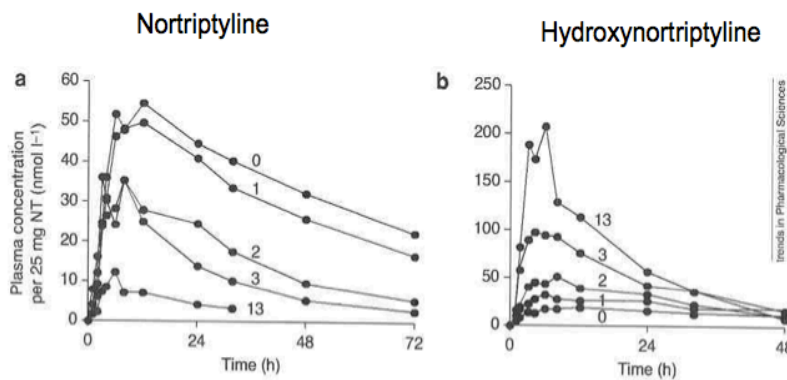 Nortriptyline
Hydroxynortriptyline
a
Plasma concentration
per 25 mg NT (nmol l–1)
60
50
40
30
20
10
0
0
1
2
3
13
0 24 48 72
Time (h)
b
250
200
150
100
50
0
13
3
2
1
0
0 24 48
Time (h)
trends in Pharmacological Sciences